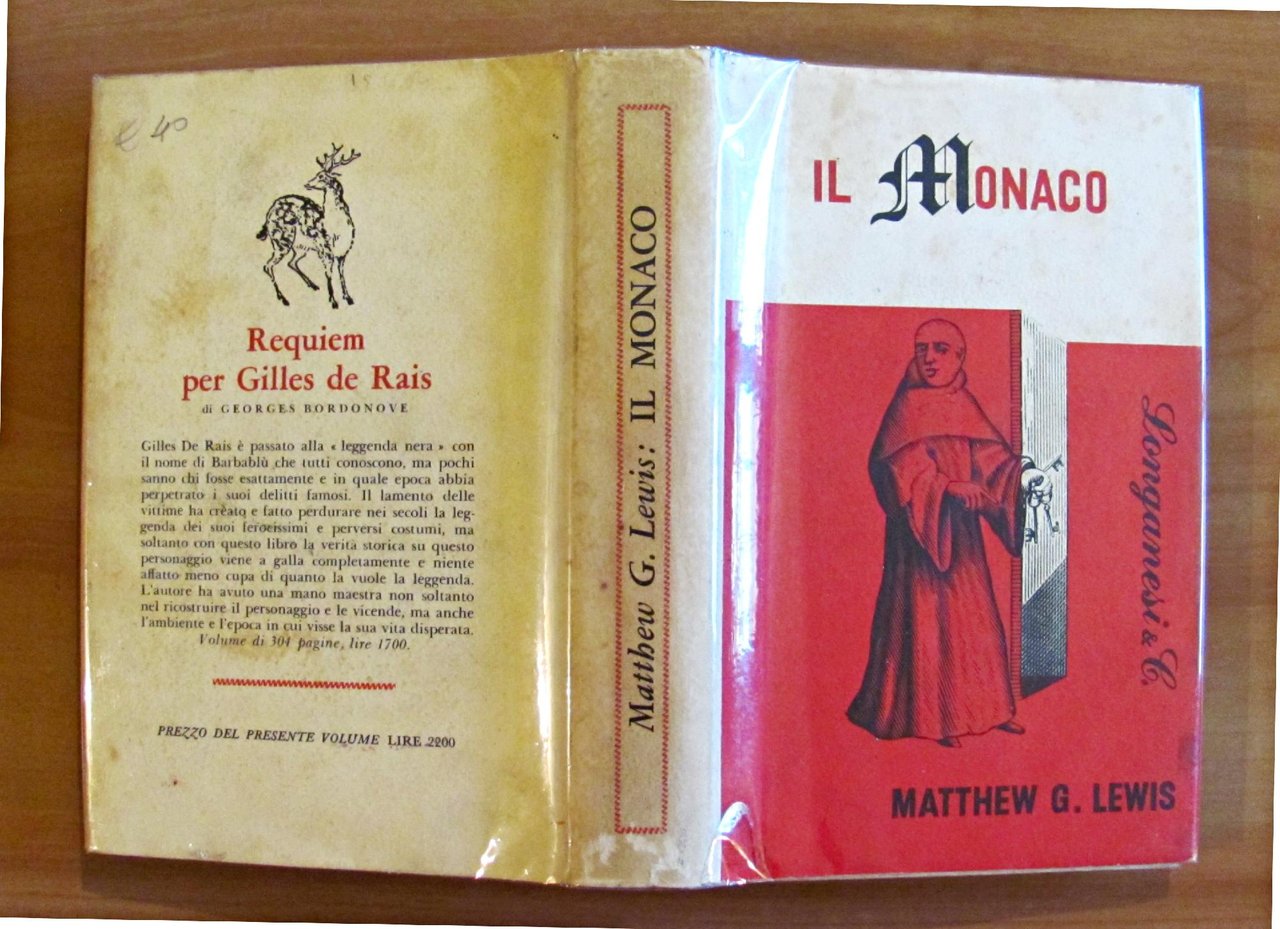 € 40
Requiem
per Gilles de Rais
di GEORGES BORDONOVE
Gilles De Rais è passato alla « leggenda nera » con
il nome di Barbablù che tutti conoscono, ma pochi
sanno chi fosse esattamente e in quale epoca abbia
perpetrato i suoi delitti famosi. Il lamento delle
vittime ha creato e fatto perdurare nei secoli la leg-
genda dei suoi ferocissimi e perversi costumi, ma
soltanto con questo libro la verità storica su questo
personaggio viene a galla completamente e niente
affatto meno cupa di quanto la vuole la leggenda.
L'autore ha avuto una mano maestra non soltanto
nel ricostruire il personaggio e le vicende, ma anche
l'ambiente e l'epoca in cui visse la sua vita disperata.
Volume di 304 pagine, lire 1700.
PREZZO DEL PRESENTE VOLUME LIRE 2200
Matthew G. Lewis: IL MONACO
IL MONACO
Longanesi & C.
MATTHEW G. LEWIS